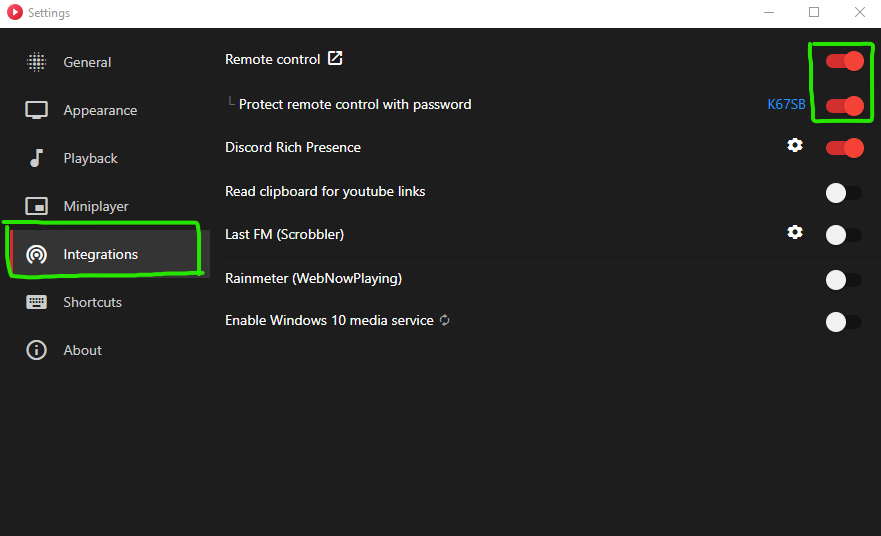 Settings
General
Appearance
Playback
Miniplayer
Integrations
Shortcuts
About
Remote control
Protect remote control with password K67SB
Discord Rich Presence
Read clipboard for youtube links
Last FM (Scrobbler)
Rainmeter (WebNowPlaying)
Enable Windows 10 media service